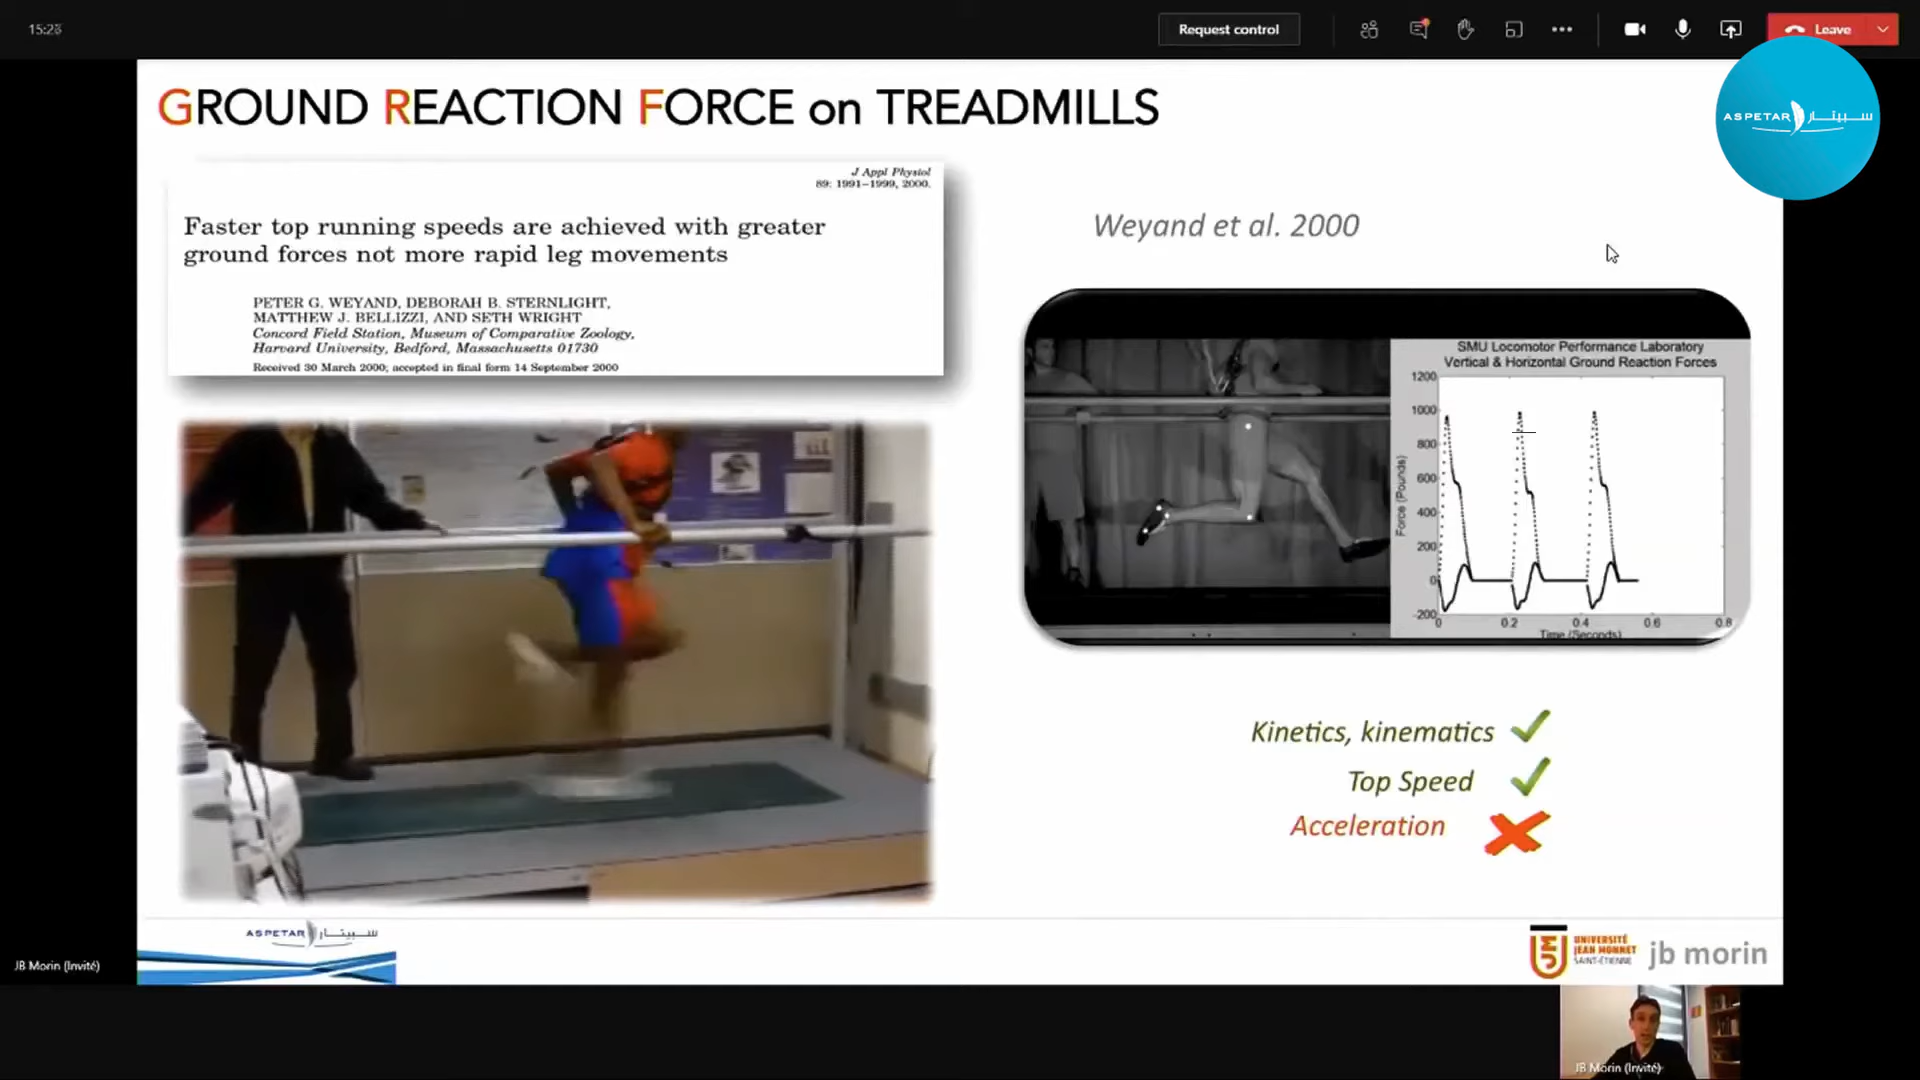 15:28
Request control
Leave
GROUND REACTION FORCE on TREADMILLS
ASPETAR سبيتار
J Appl Physiol
89: 1991–1999, 2000.
Faster top running speeds are achieved with greater
ground forces not more rapid leg movements
PETER G. WEYAND, DEBORAH B. STERNLIGHT,
MATTHEW J. BELLIZZI, AND SETH WRIGHT
Concord Field Station, Museum of Comparative Zoology,
Harvard University, Bedford, Massachusetts 01730
Received 30 March 2000; accepted in final form 14 September 2000
Weyand et al. 2000
SMU Locomotor Performance Laboratory
Vertical & Horizontal Ground Reaction Forces
Force (Pounds)
1200
1000
800
600
400
200
0
-200
0 0.2 0.4 0.6 0.8
Time (Seconds)
Kinetics, kinematics
Top Speed
Acceleration
ASPETAR سبيتار
UNIVERSITÉ
JEAN MONNET
SAINT-ÉTIENNE
jb morin
JB Morin (Invité)
JB Morin (Invité)